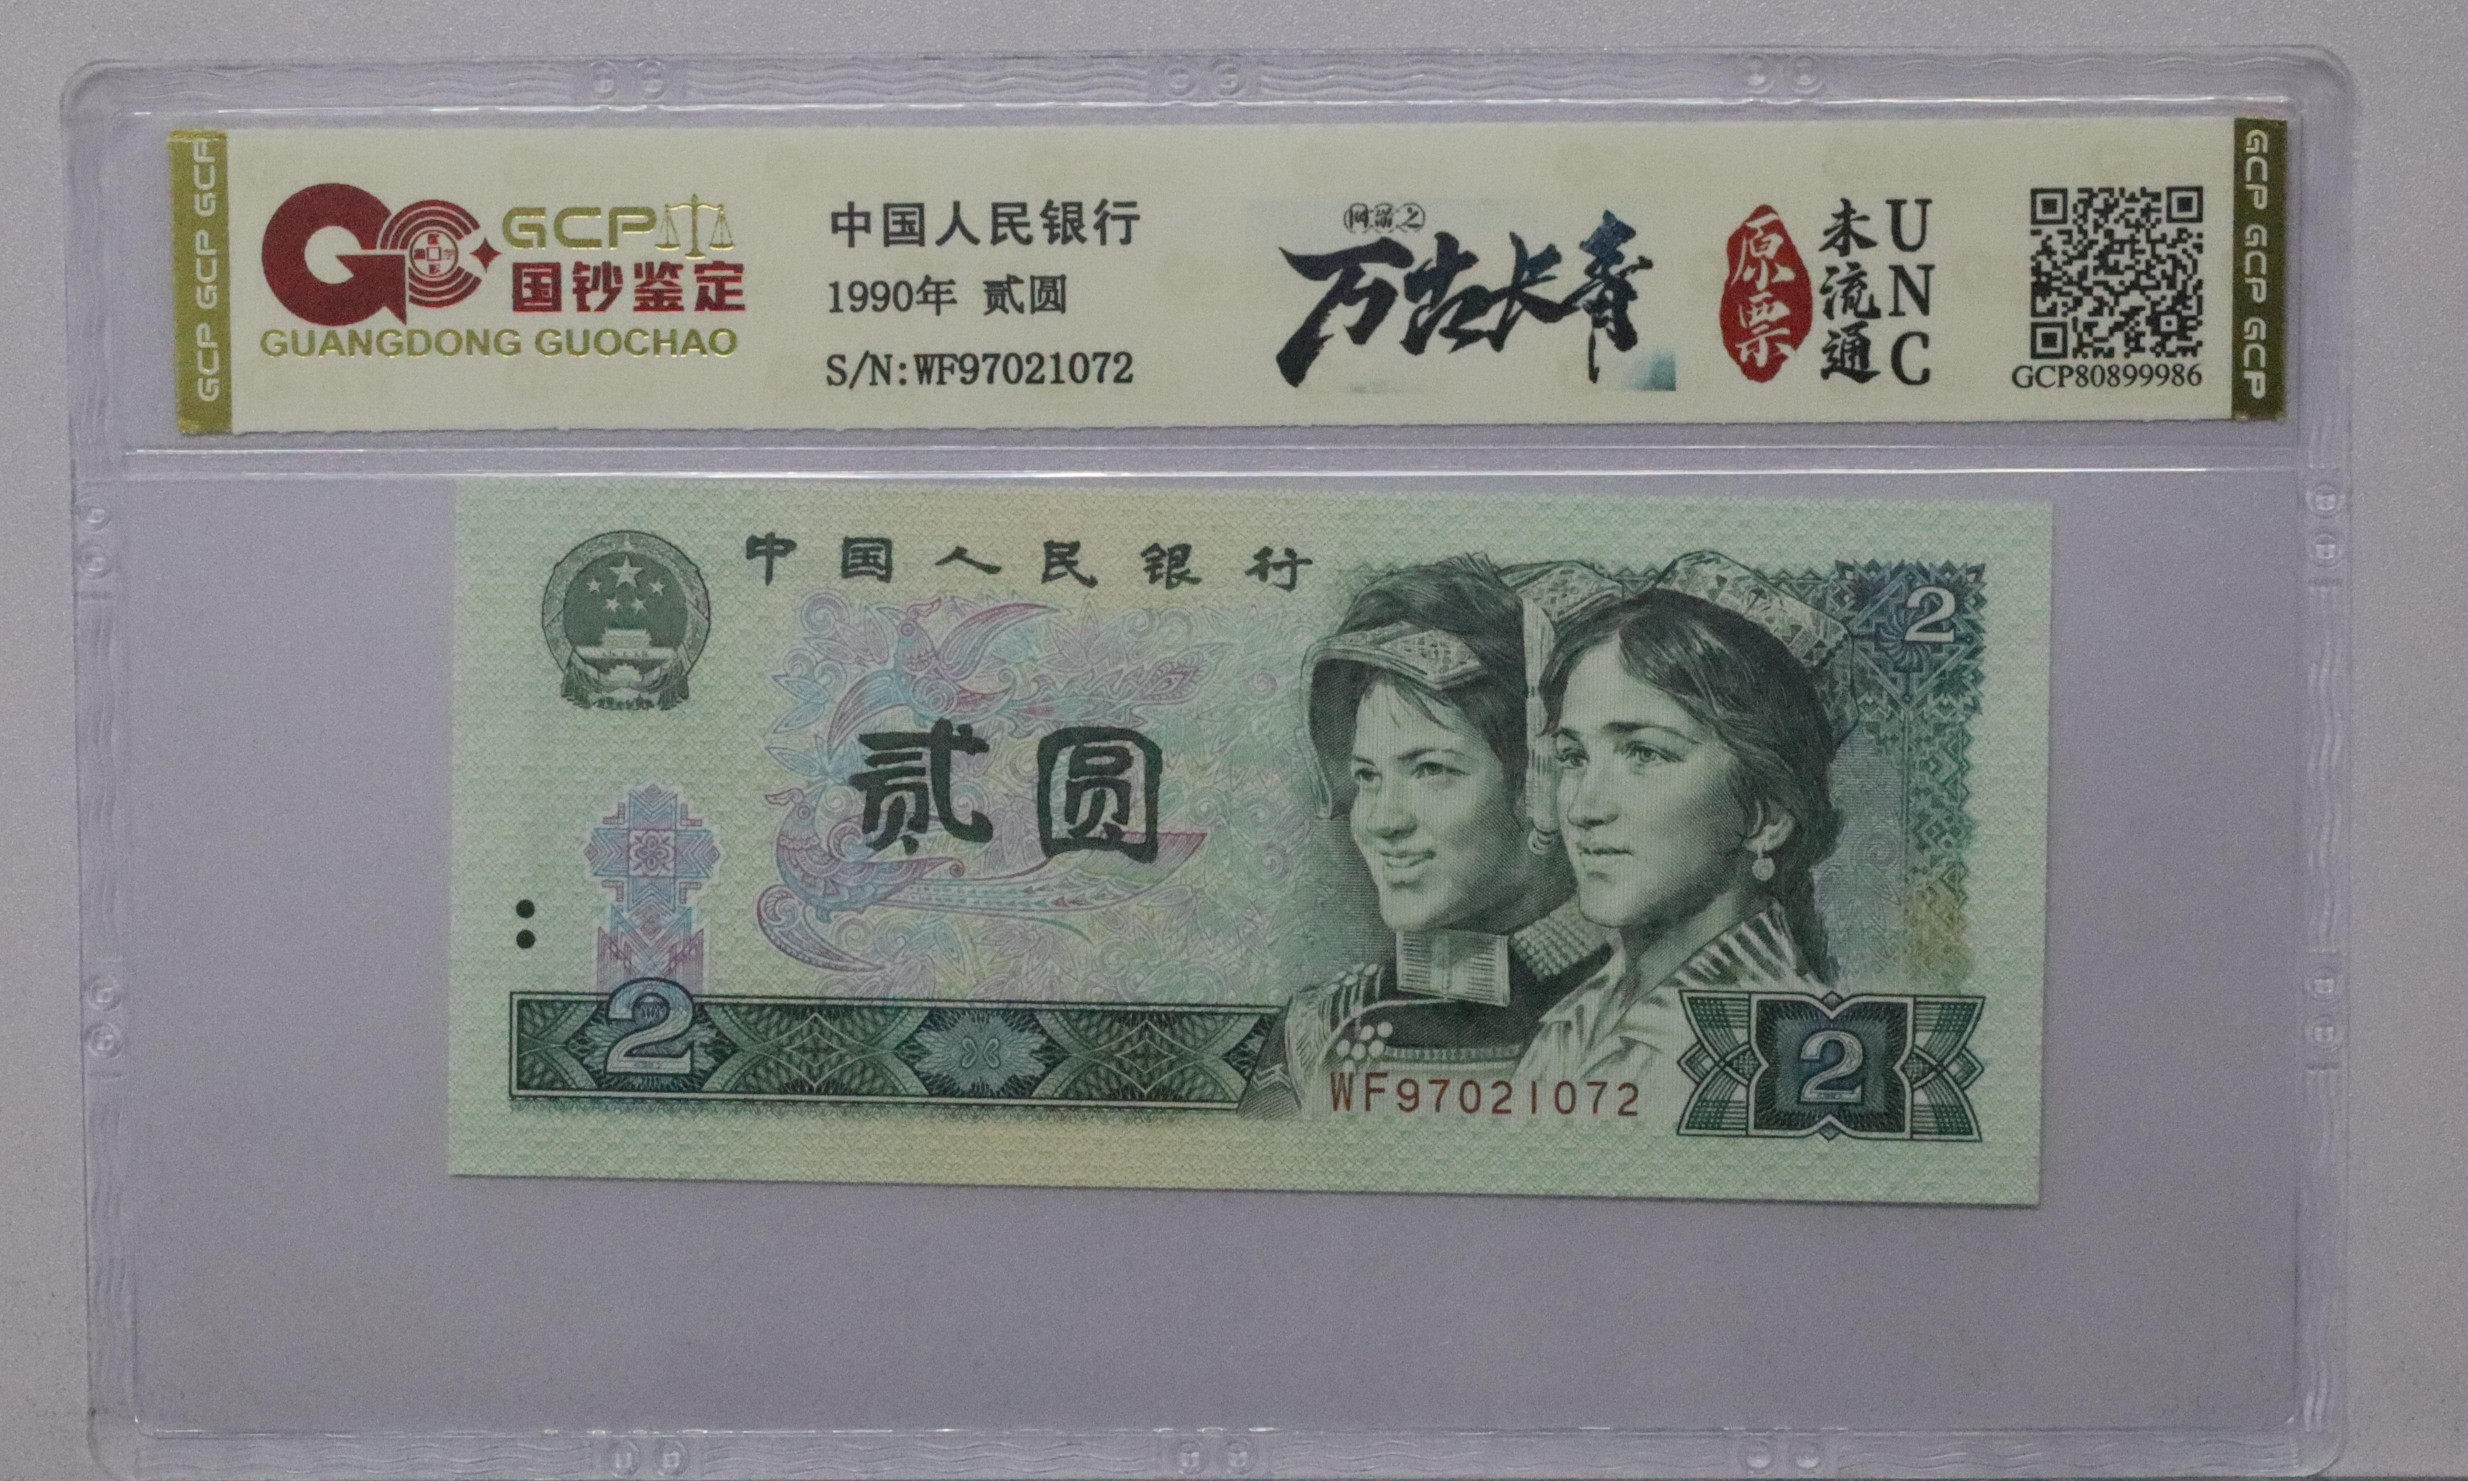 GCP GCP GCP
GCP
国钞鉴定
GUANGDONG GUOCHAO
中国人民银行
1990年 贰圆
S/N:WF97021072
万古长青
原票
未流通
UNC
GCP80899986
GCP GCP GCP
中国人民银行
贰圆
2
2
WF97021072
2